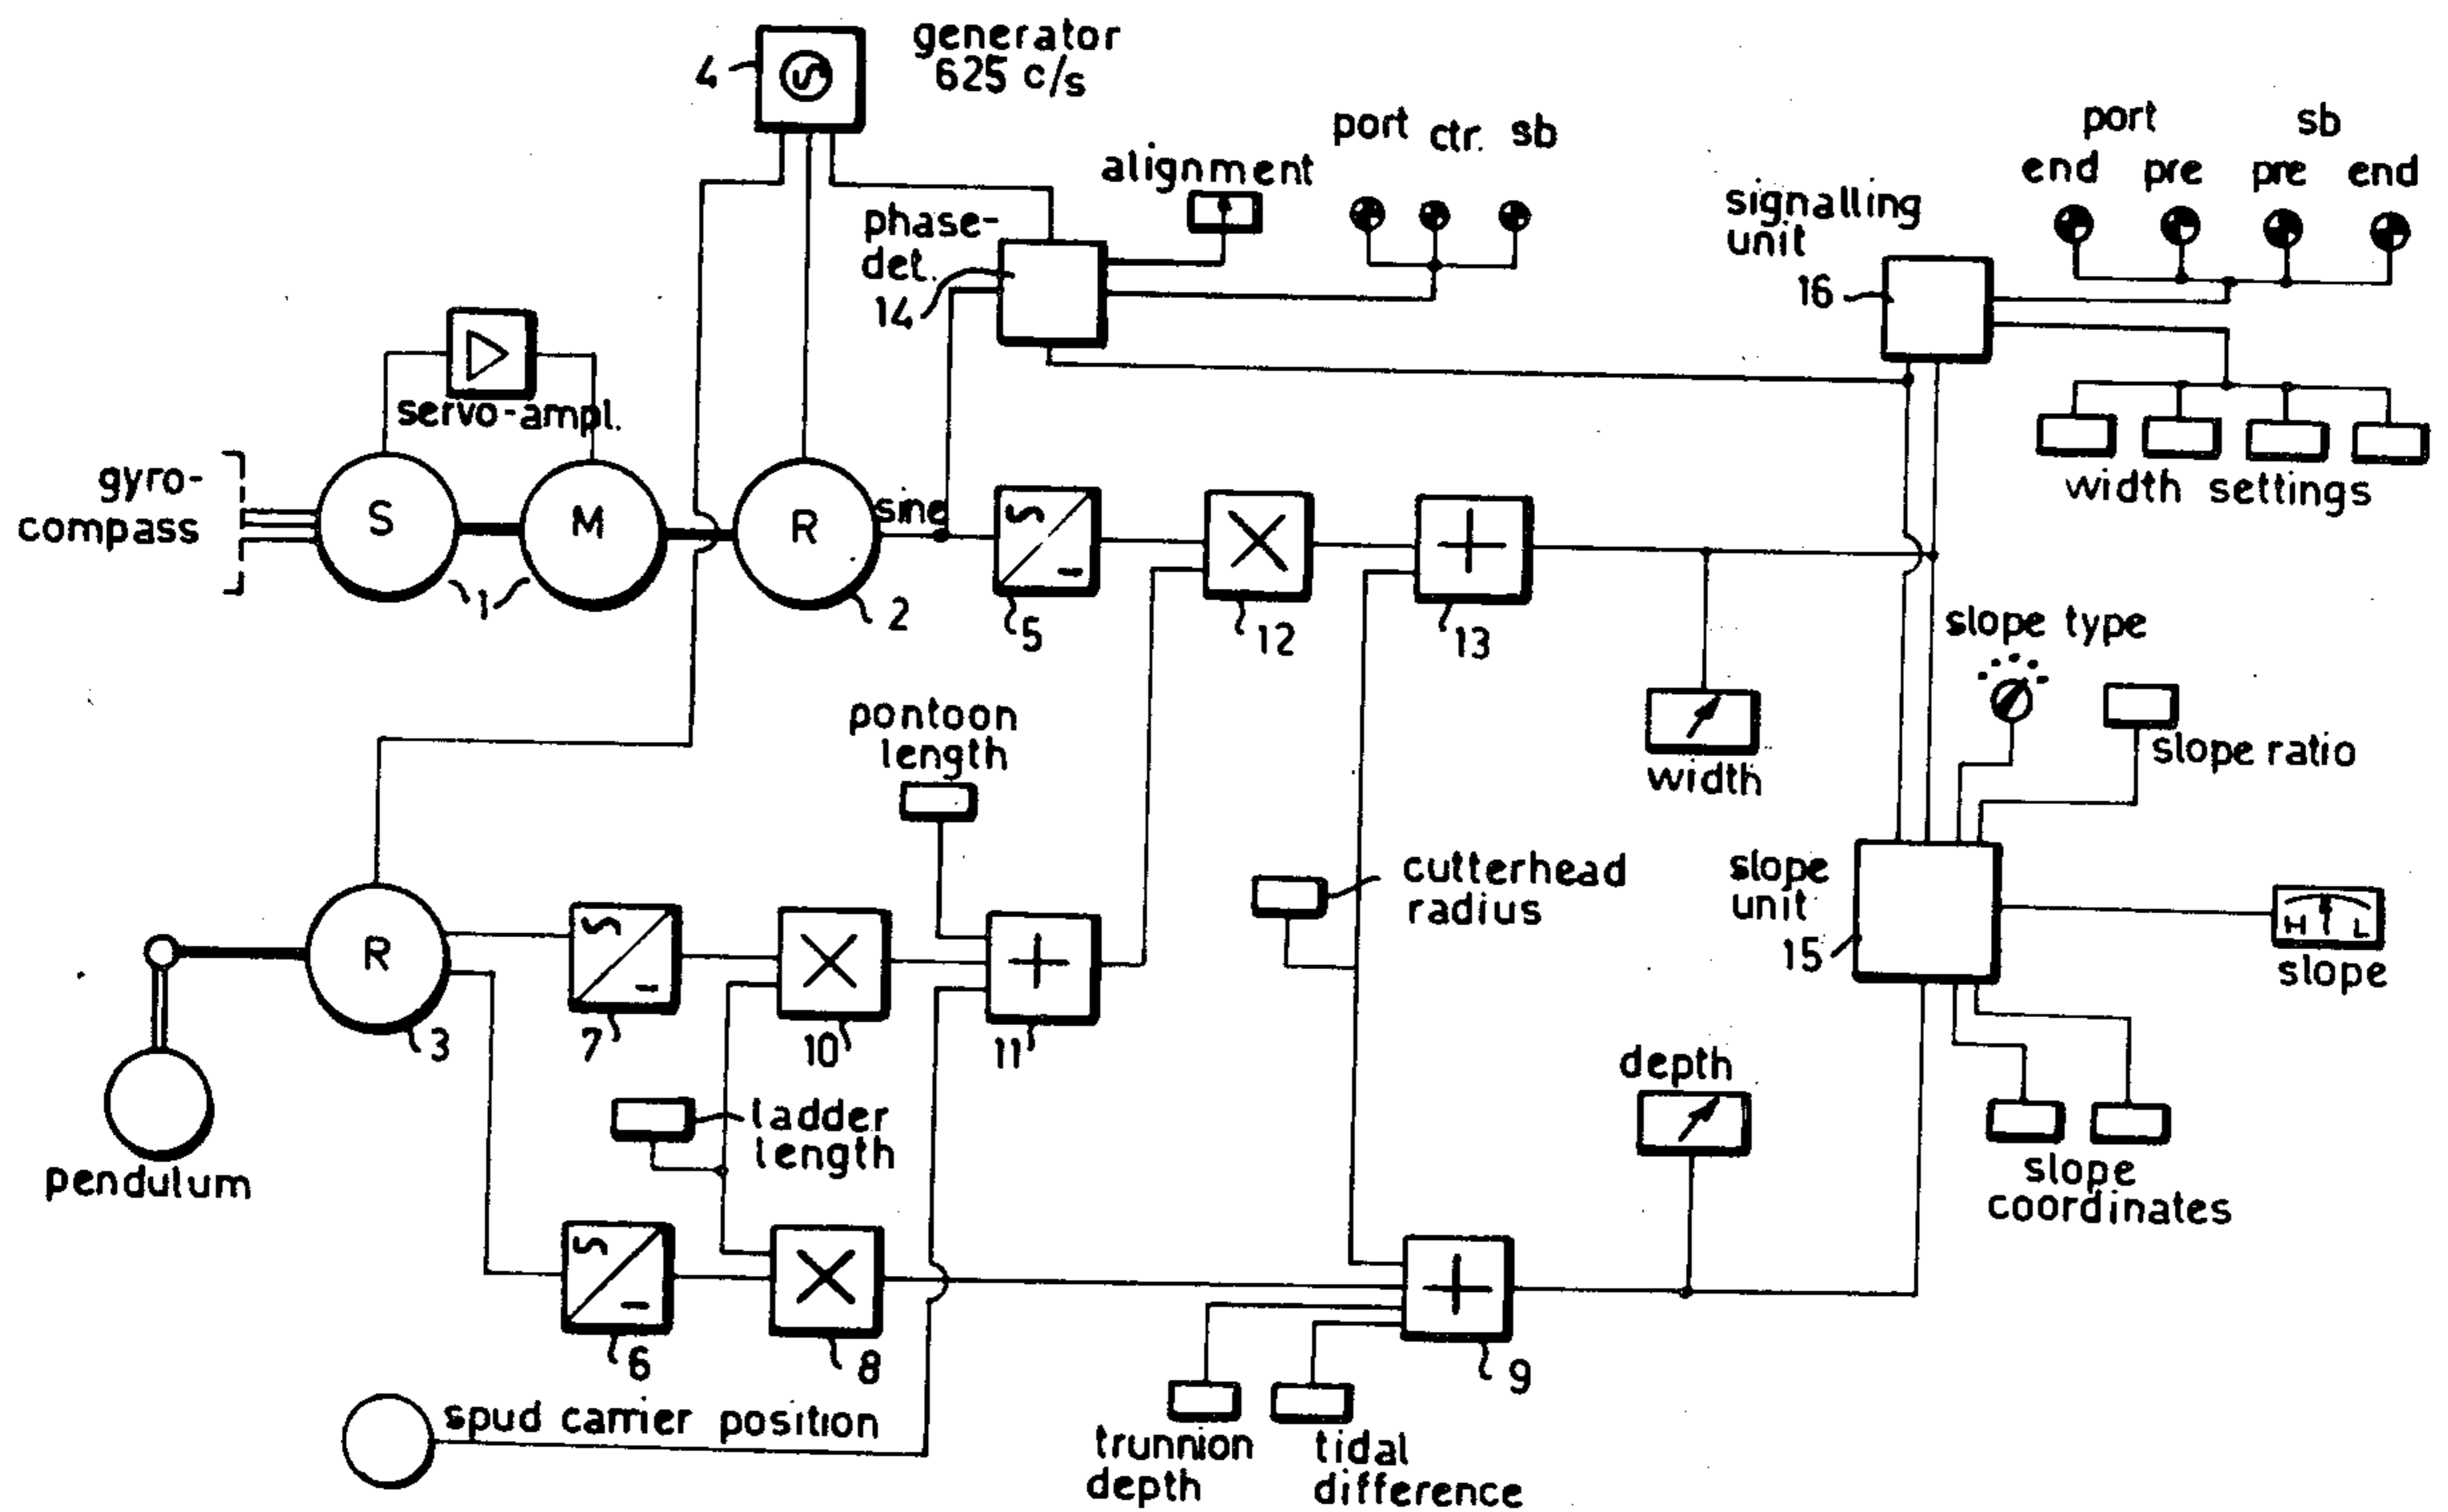 generator
625 c/s
4
port ctr. sb
alignment
port sb
end pre pre end
phase-
det.
14
signalling
unit
16
servo-ampl.
gyro-
compass
S
M
R
sine
1
2
5
12
13
width settings
slope type
slope ratio
width
pontoon
length
cutterhead
radius
slope
unit
15
H L
slope
R
3
7
10
11
pendulum
ladder
length
depth
slope
coordinates
6
8
9
spud carrier position
trunnion
depth
tidal
difference